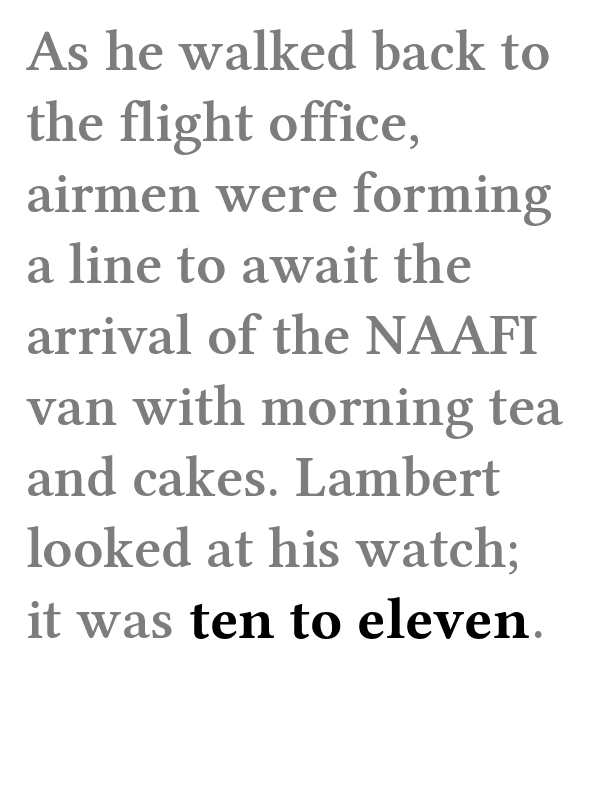 As he walked back to
the flight office,
airmen were forming
a line to await the
arrival of the NAAFI
van with morning tea
and cakes. Lambert
looked at his watch;
it was ten to eleven.